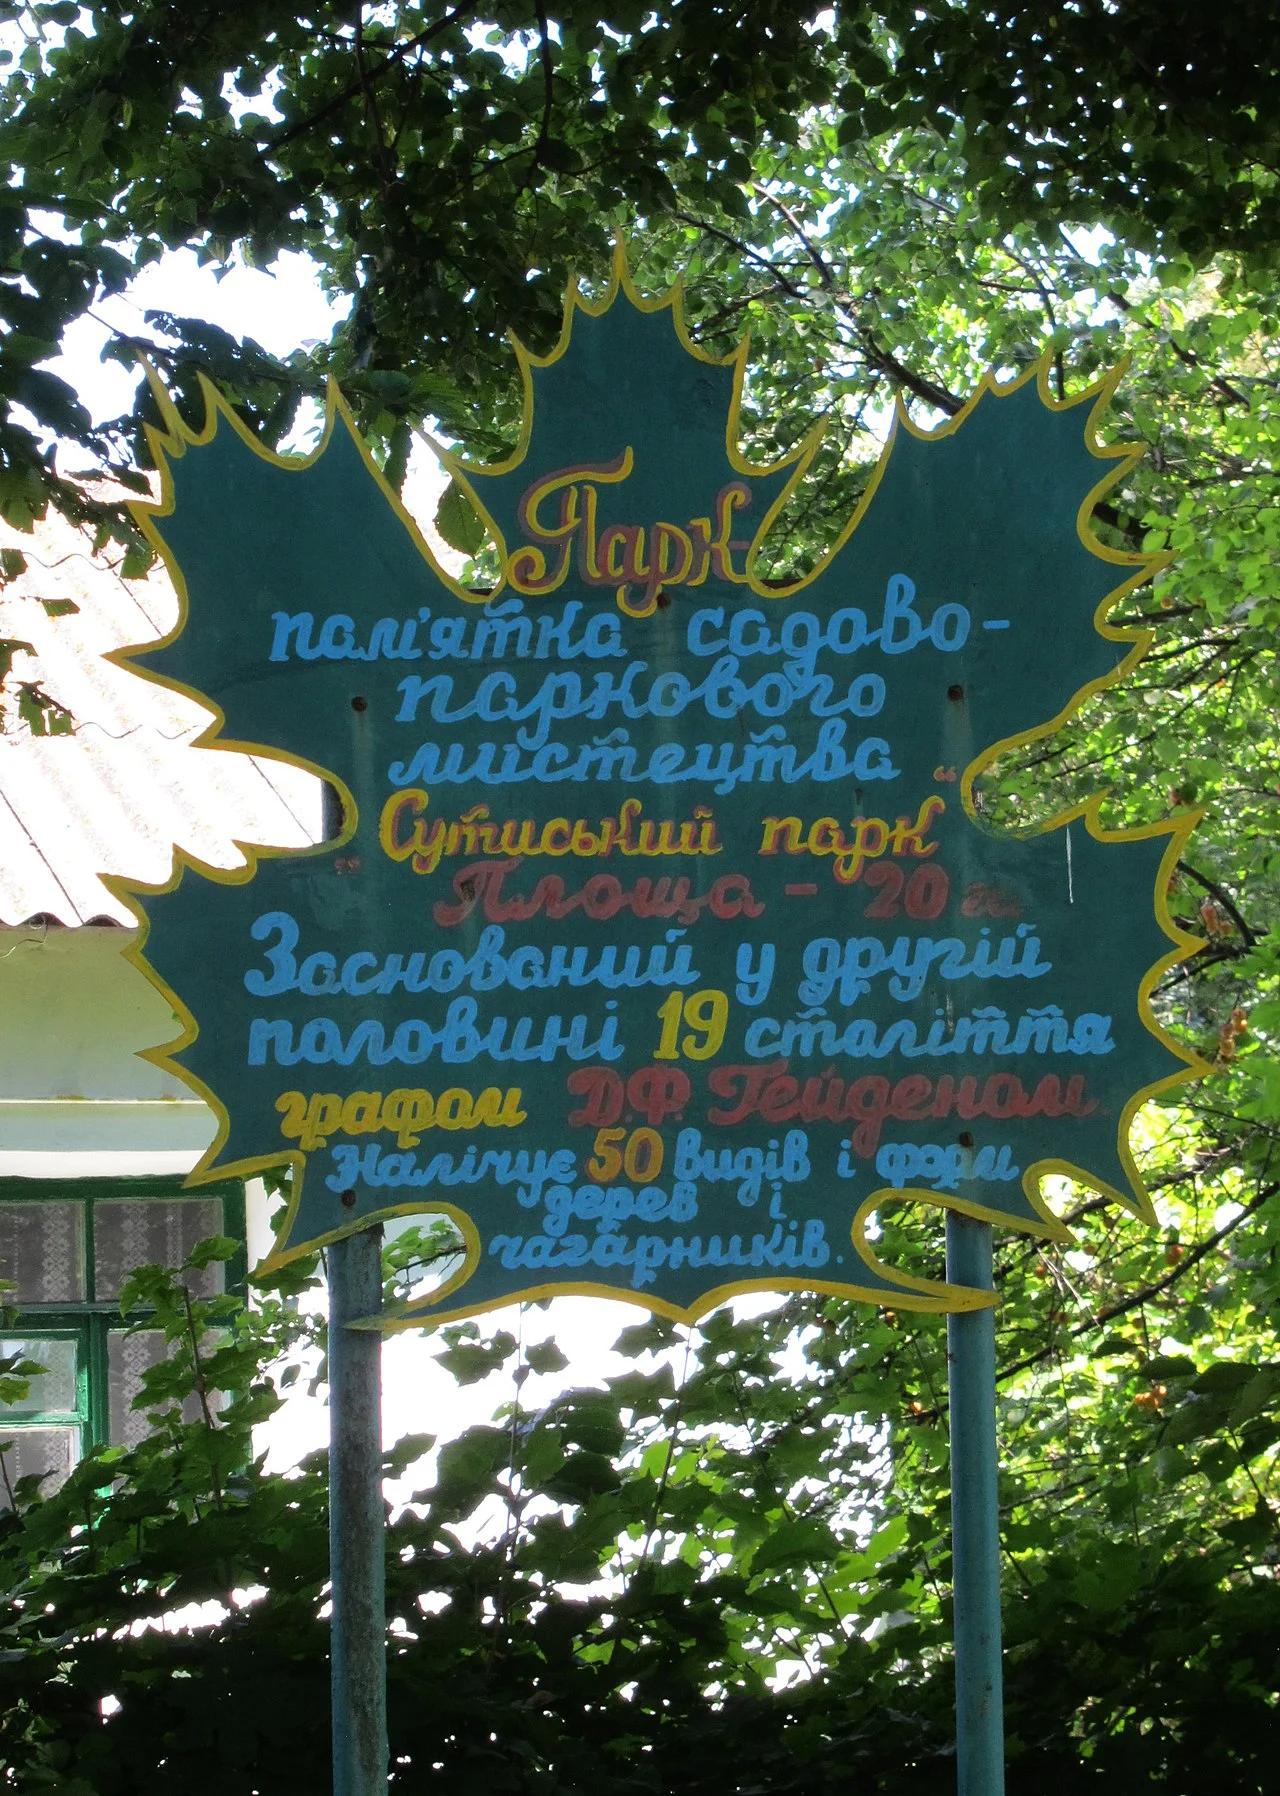 Парк-
пам'ятка садово-
паркового
мистецтва
„Сутиський парк“
Площа - 20 га
Заснований у другій
половині 19 століття
графом Д.Ф. Гейденом.
Налічує 50 видів і форм
дерев і
чагарників.